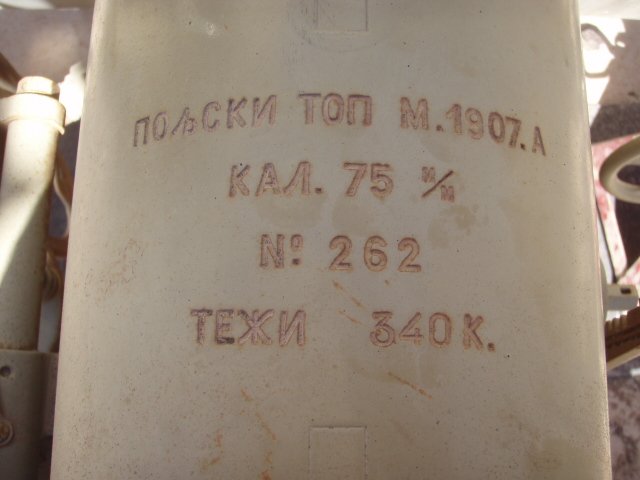 ПОЉСКИ ТОП М.1907.А
КАЛ. 75 м/м
№ 262
ТЕЖИ 340 К.